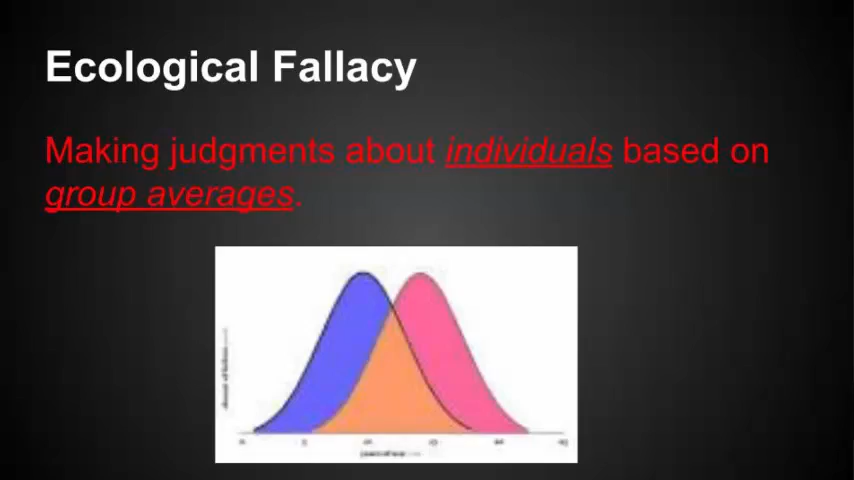 Ecological Fallacy
Making judgments about individuals based on
group averages.